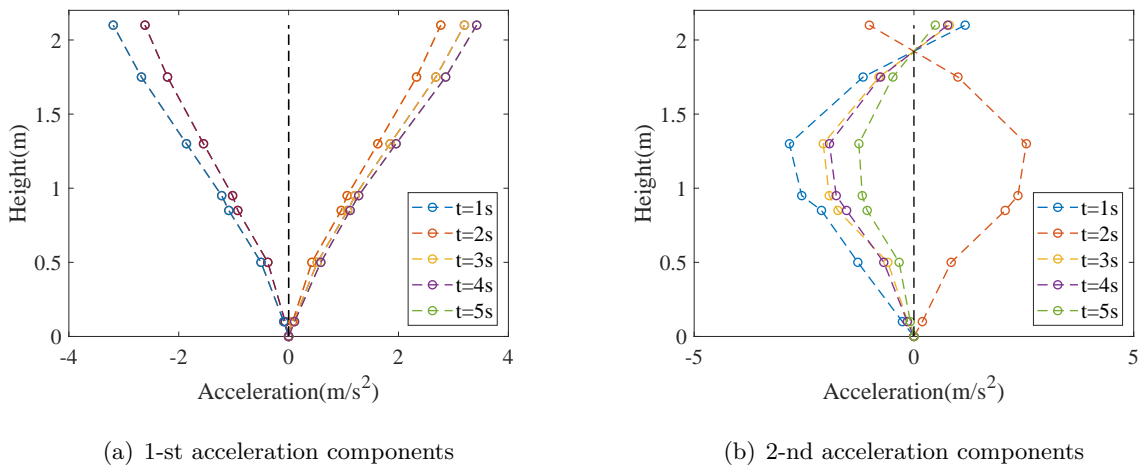 2
1.5
1
0.5
0
Height(m)
-4
-2
0
2
4
Acceleration(m/s²)
t=1s
t=2s
t=3s
t=4s
t=5s
(a) 1-st acceleration components
2
1.5
1
0.5
0
Height(m)
-5
0
5
Acceleration(m/s²)
t=1s
t=2s
t=3s
t=4s
t=5s
(b) 2-nd acceleration components